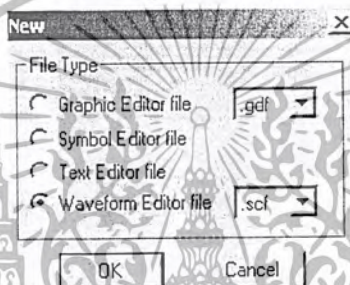 New
File Type
Graphic Editor file .gdf
Symbol Editor file
Text Editor file
Waveform Editor file .scf
OK Cancel